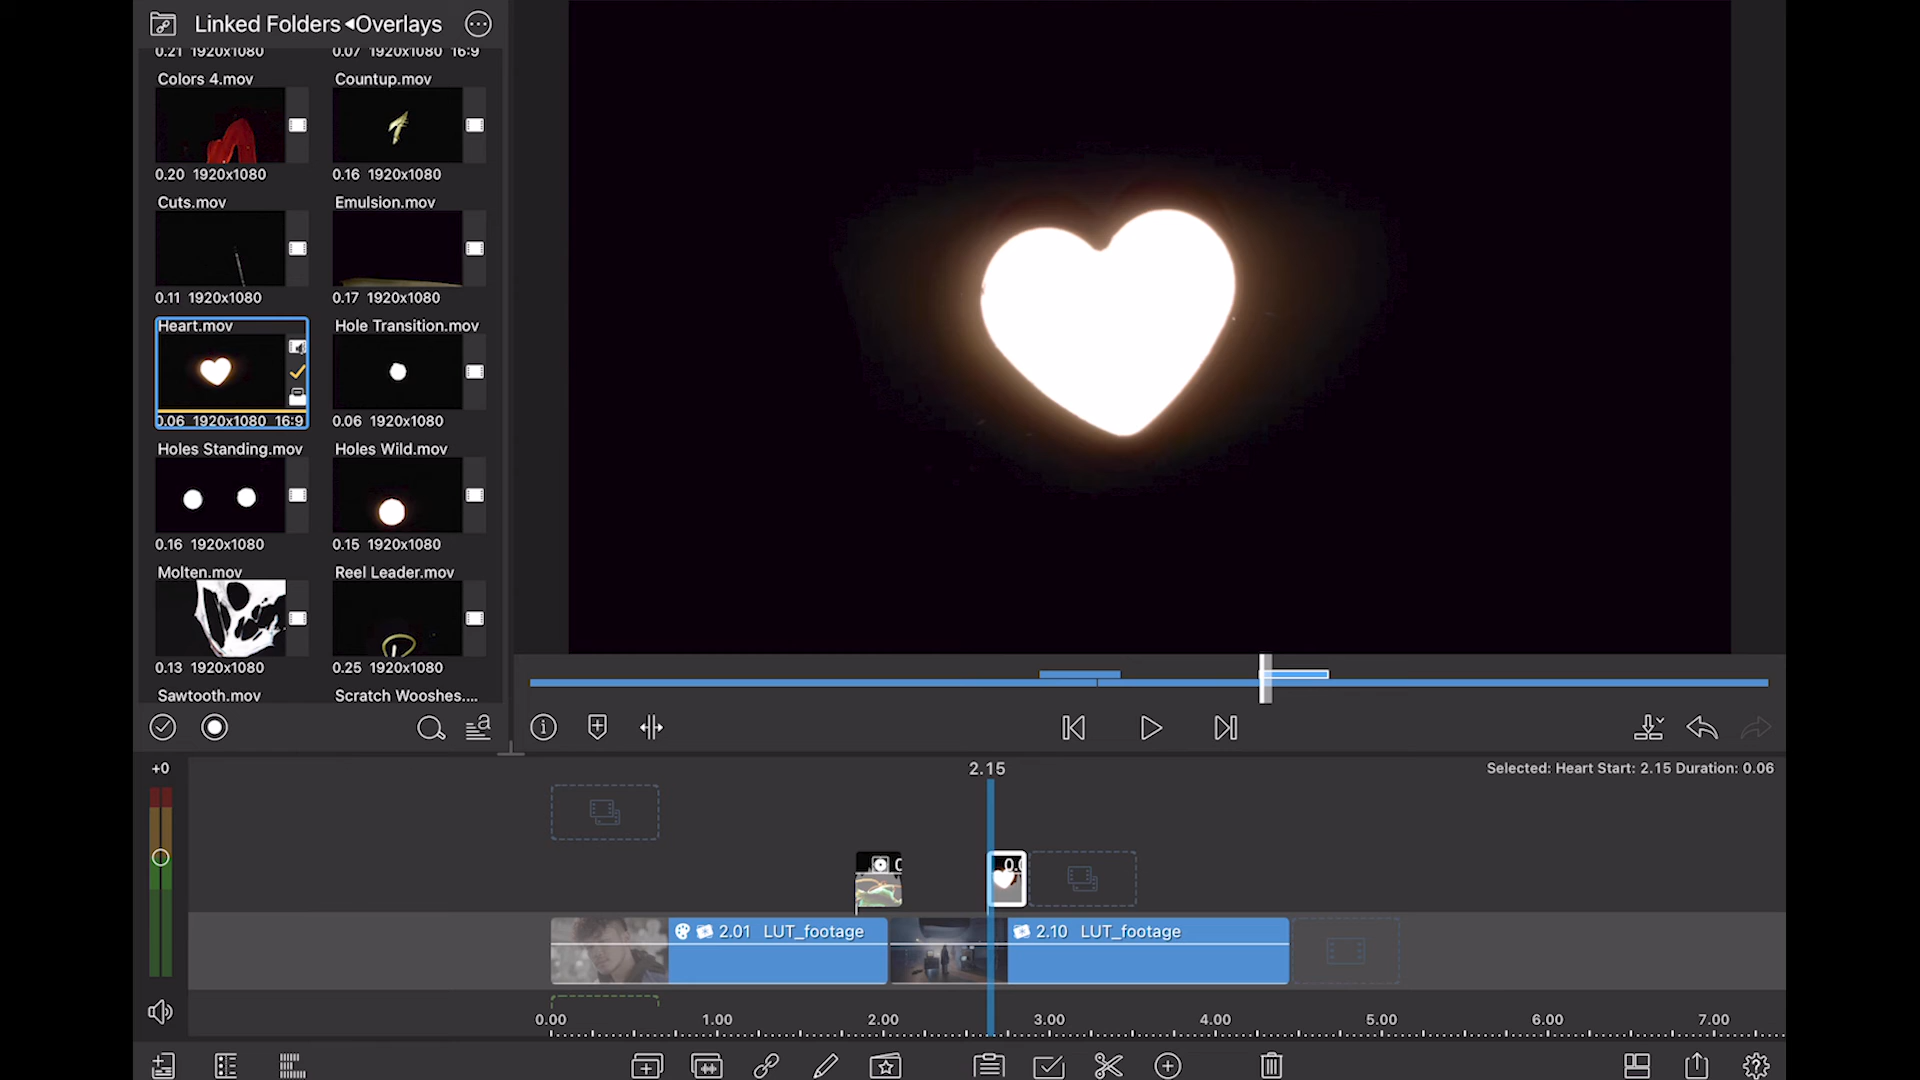 Linked Folders ◂Overlays
0.21 1920x1080
0.07 1920x1080 16:9
Colors 4.mov
Countup.mov
0.20 1920x1080
0.16 1920x1080
Cuts.mov
Emulsion.mov
0.11 1920x1080
0.17 1920x1080
Heart.mov
Hole Transition.mov
0.06 1920x1080 16:9
0.06 1920x1080
Holes Standing.mov
Holes Wild.mov
0.16 1920x1080
0.15 1920x1080
Molten.mov
Reel Leader.mov
0.13 1920x1080
0.25 1920x1080
Sawtooth.mov
Scratch Wooshes....
+0
2.15
Selected: Heart Start: 2.15 Duration: 0.06
2.01 LUT_footage
2.10 LUT_footage
0.00 1.00 2.00 3.00 4.00 5.00 6.00 7.00